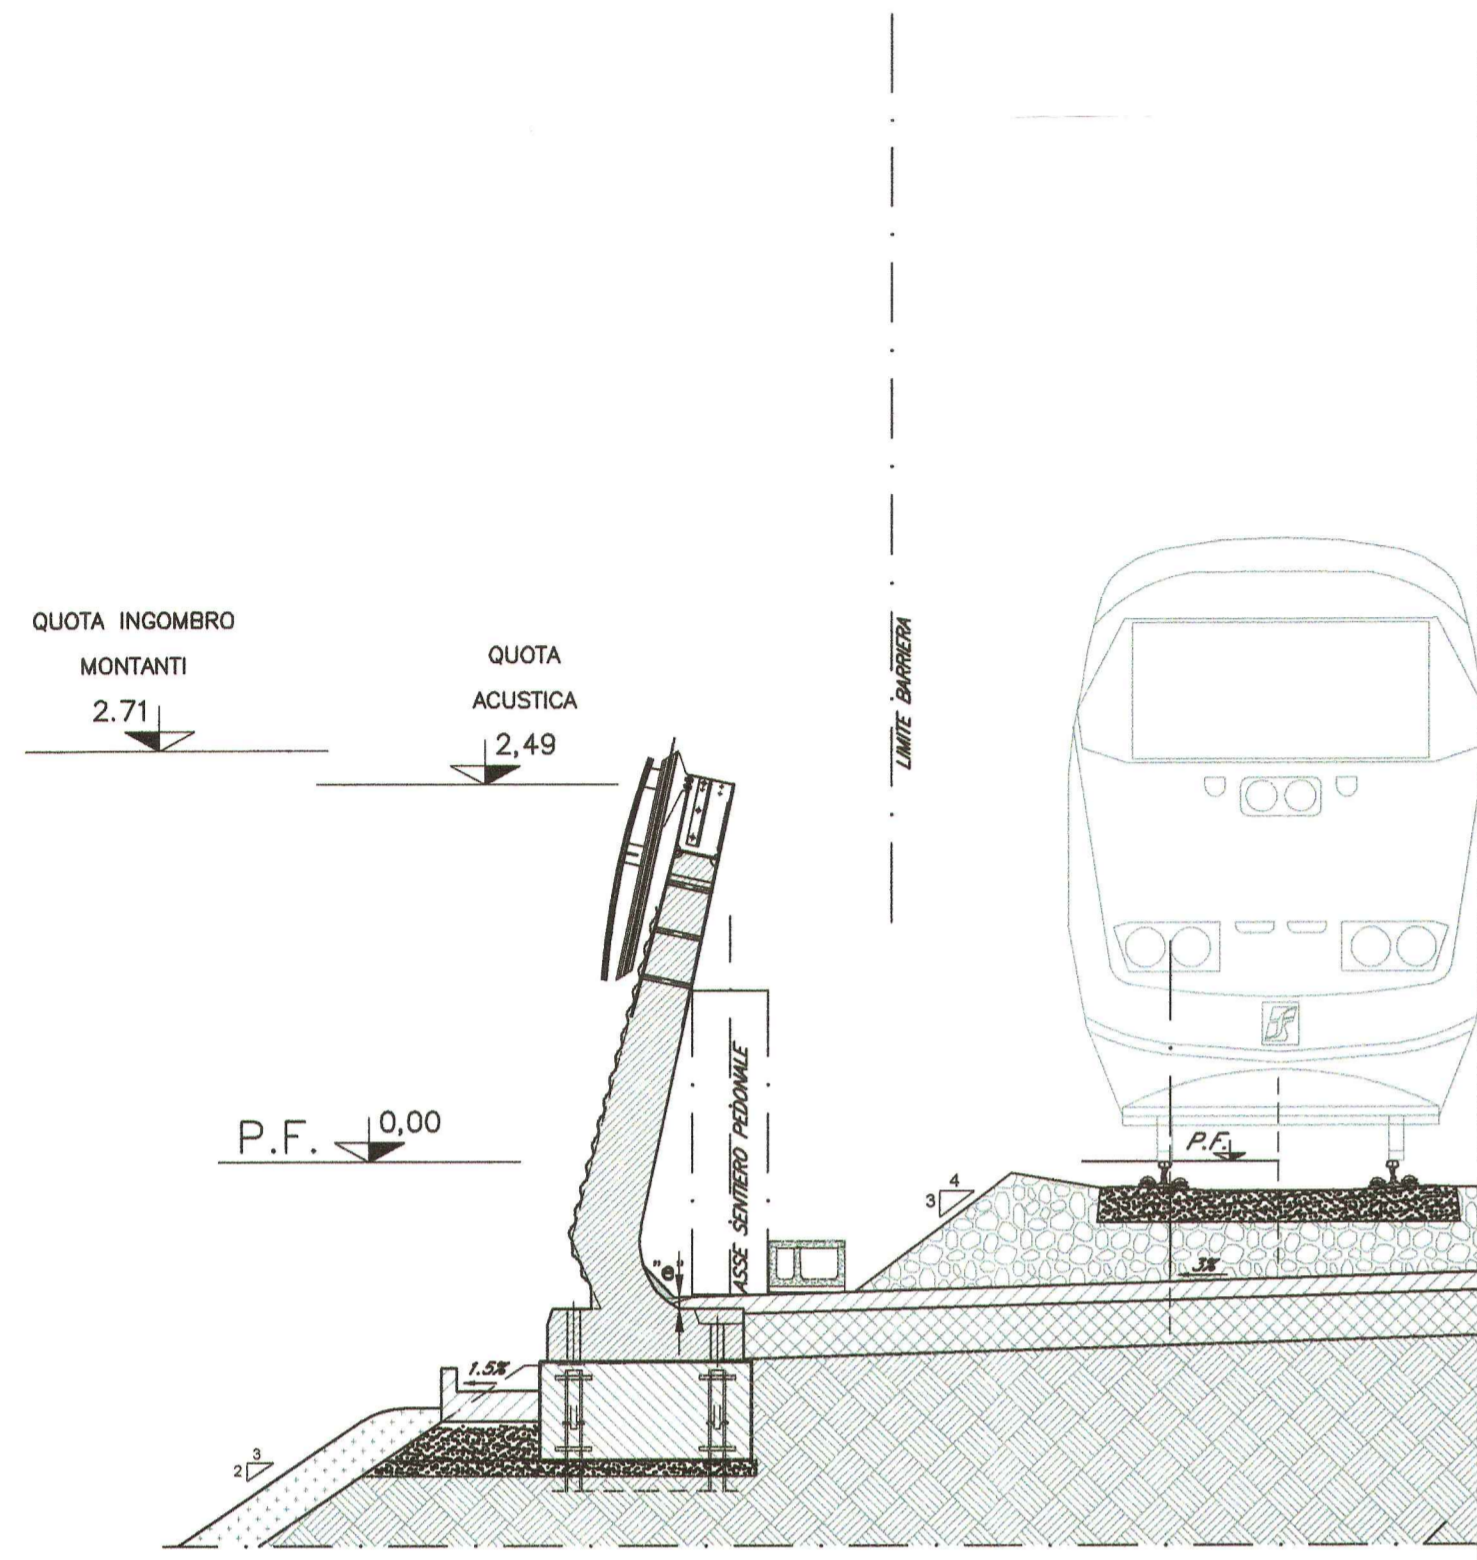 LIMITE BARRIERA
QUOTA INGOMBRO
MONTANTI
2.71
QUOTA
ACUSTICA
2,49
ASSE SENTIERO PEDONALE
P.F. 0,00
P.F.
4
3
"e"
3%
1.5%
3
2
FS